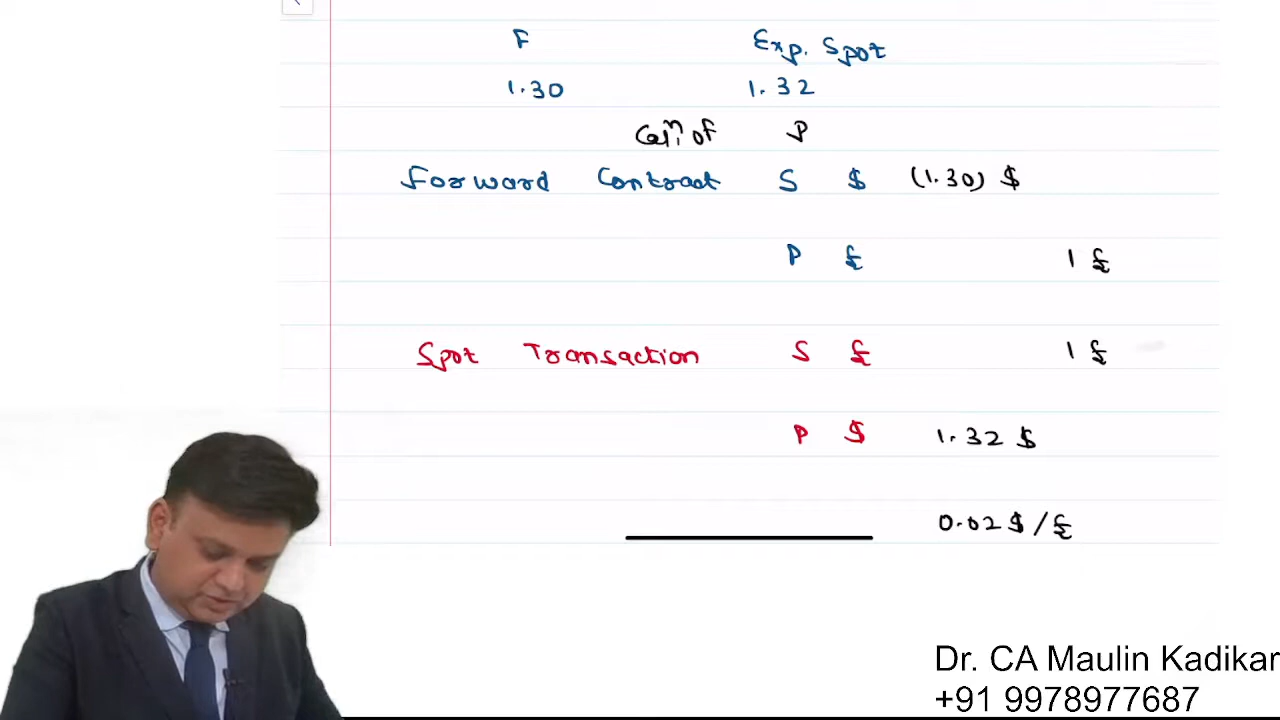 F Exp. Spot
1.30 1.32
Calⁿ of P
Forward Contract S $ (1.30) $
P £ 1 £
Spot Transaction S £ 1 £
P $ 1.32 $
0.02 $/£
Dr. CA Maulin Kadikar
+91 9978977687